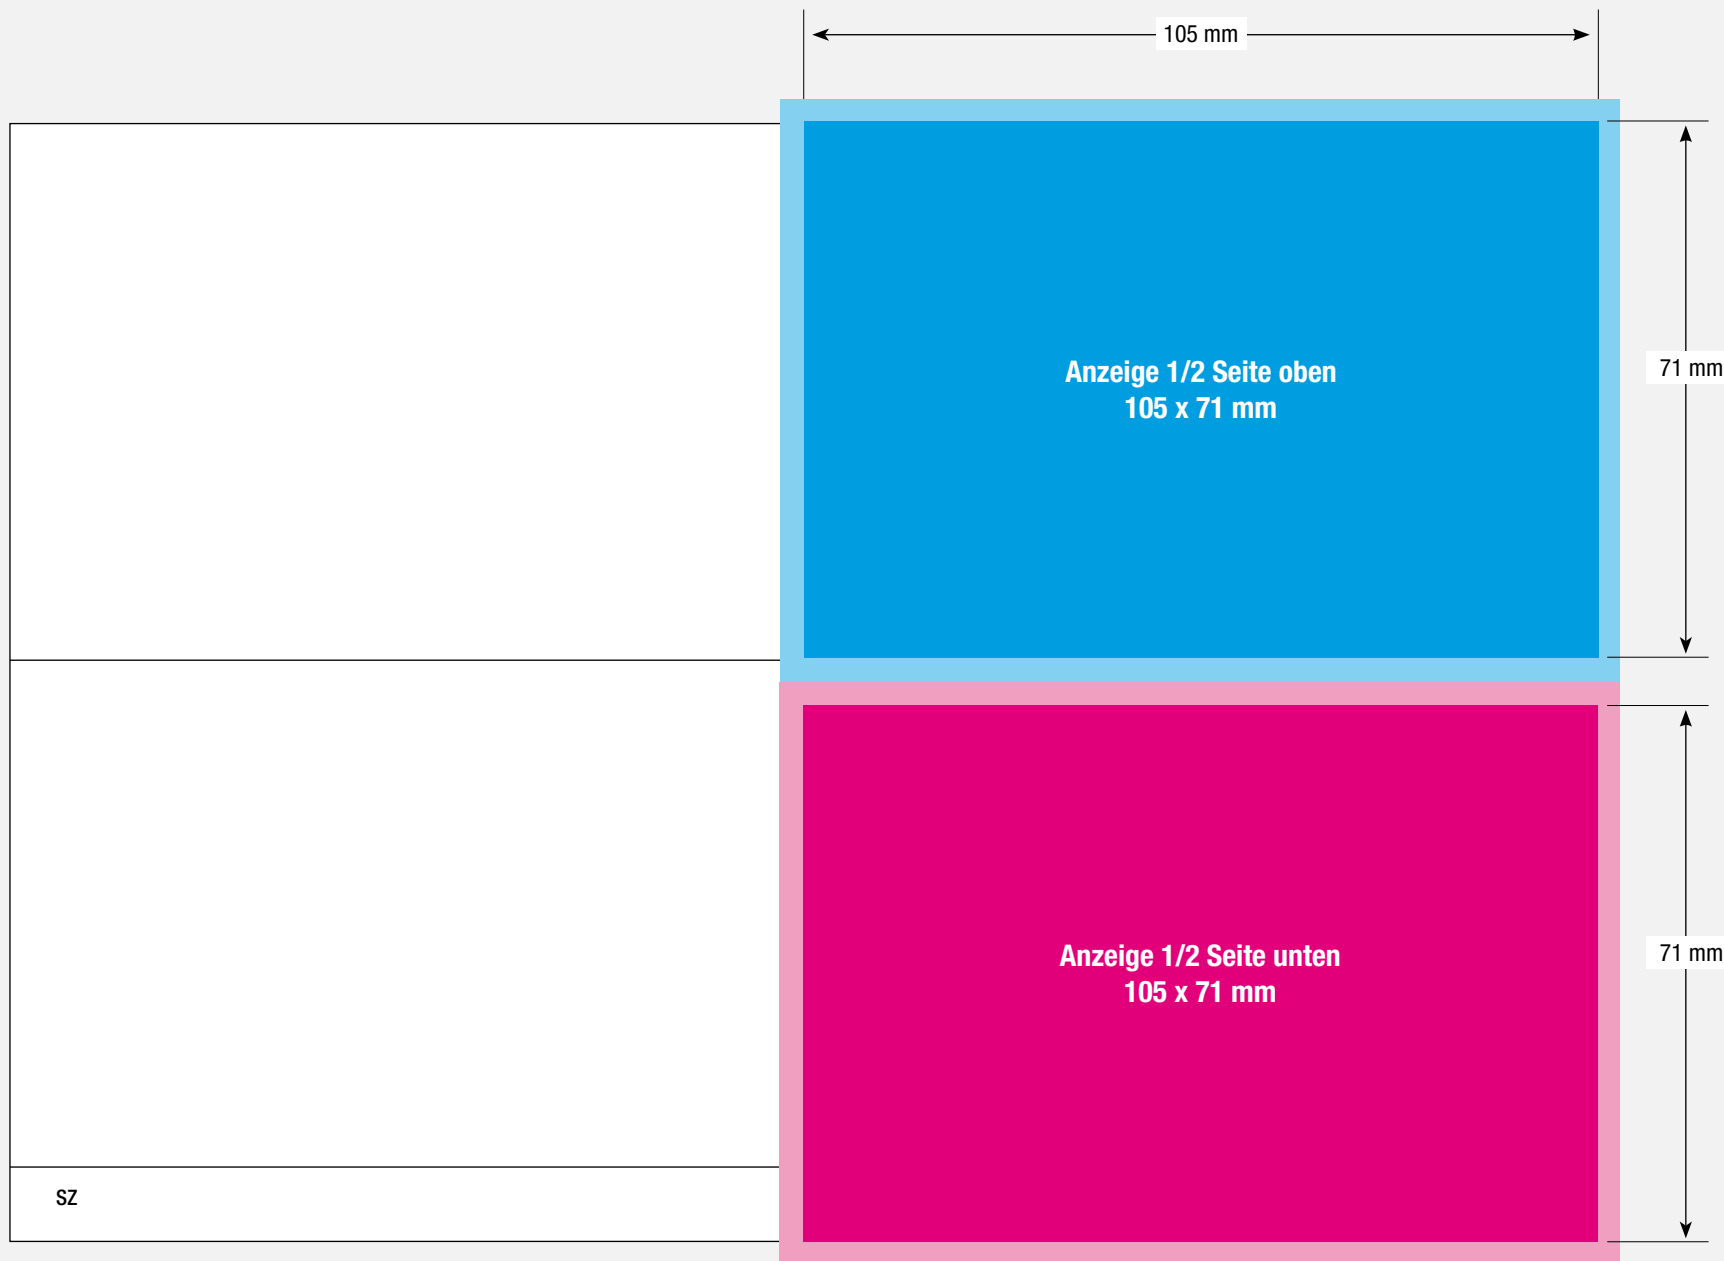 105 mm
Anzeige 1/2 Seite oben
105 x 71 mm
71 mm
Anzeige 1/2 Seite unten
105 x 71 mm
71 mm
SZ